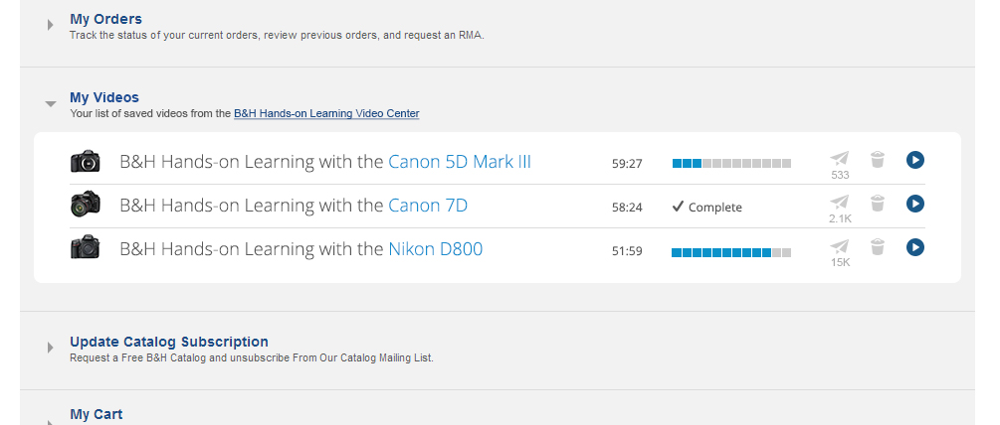 My Orders
Track the status of your current orders, review previous orders, and request an RMA.
My Videos
Your list of saved videos from the B&H Hands-on Learning Video Center
B&H Hands-on Learning with the Canon 5D Mark III 59:27 533
B&H Hands-on Learning with the Canon 7D 58:24 Complete 2.1K
B&H Hands-on Learning with the Nikon D800 51:59 15K
Update Catalog Subscription
Request a Free B&H Catalog and unsubscribe From Our Catalog Mailing List.
My Cart